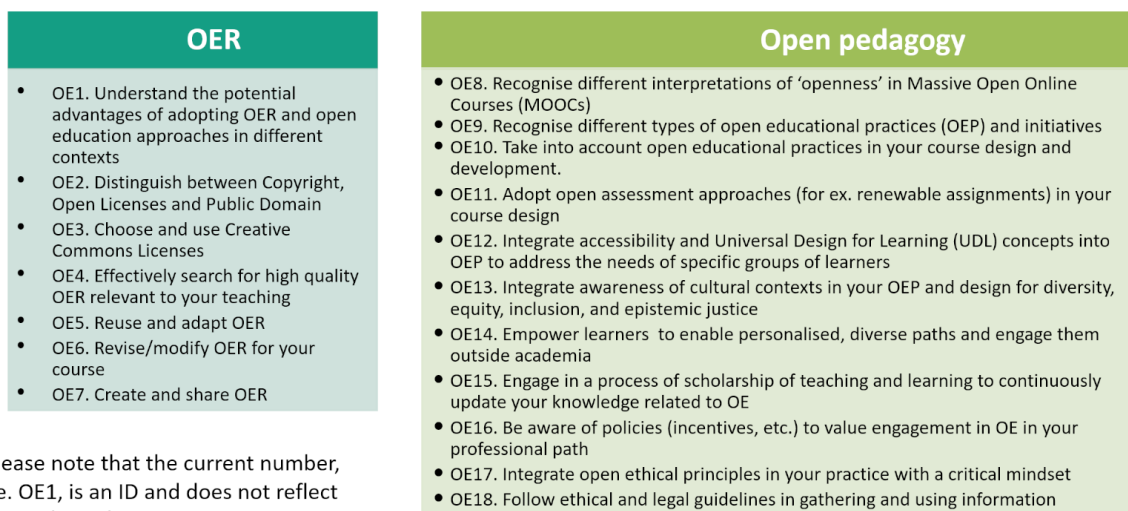 OER
• OE1. Understand the potential
advantages of adopting OER and open
education approaches in different
contexts
• OE2. Distinguish between Copyright,
Open Licenses and Public Domain
• OE3. Choose and use Creative
Commons Licenses
• OE4. Effectively search for high quality
OER relevant to your teaching
• OE5. Reuse and adapt OER
• OE6. Revise/modify OER for your
course
• OE7. Create and share OER
ease note that the current number,
e. OE1, is an ID and does not reflect
Open pedagogy
• OE8. Recognise different interpretations of ‘openness’ in Massive Open Online
Courses (MOOCs)
• OE9. Recognise different types of open educational practices (OEP) and initiatives
• OE10. Take into account open educational practices in your course design and
development.
• OE11. Adopt open assessment approaches (for ex. renewable assignments) in your
course design
• OE12. Integrate accessibility and Universal Design for Learning (UDL) concepts into
OEP to address the needs of specific groups of learners
• OE13. Integrate awareness of cultural contexts in your OEP and design for diversity,
equity, inclusion, and epistemic justice
• OE14. Empower learners to enable personalised, diverse paths and engage them
outside academia
• OE15. Engage in a process of scholarship of teaching and learning to continuously
update your knowledge related to OE
• OE16. Be aware of policies (incentives, etc.) to value engagement in OE in your
professional path
• OE17. Integrate open ethical principles in your practice with a critical mindset
• OE18. Follow ethical and legal guidelines in gathering and using information